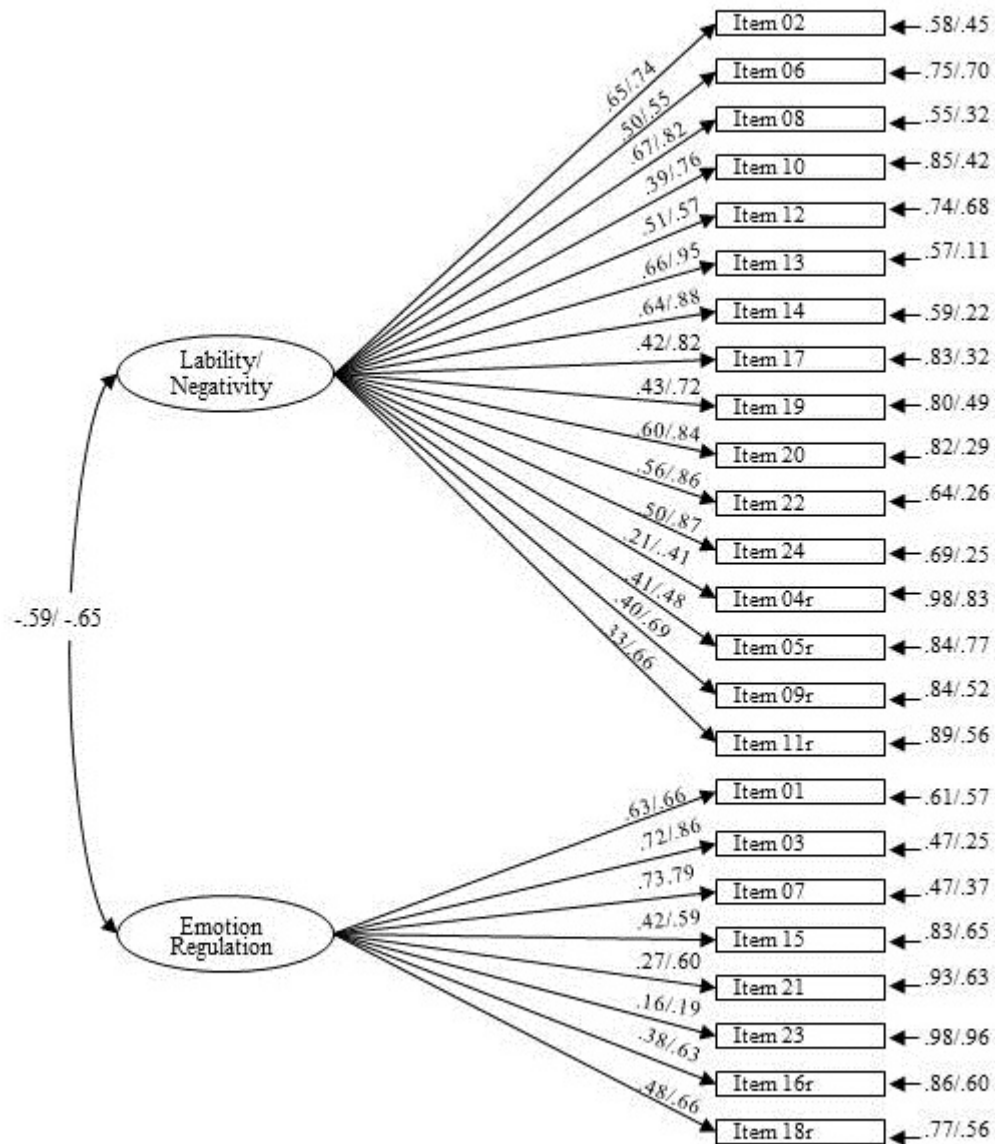 Item 02
.58/.45
.65/.74
Item 06
.75/.70
.50/.55
Item 08
.55/.32
.67/.82
Item 10
.85/.42
.39/.76
Item 12
.74/.68
.51/.57
Item 13
.57/.11
.66/.95
Item 14
.59/.22
.64/.88
Item 17
.83/.32
.42/.82
Item 19
.80/.49
.43/.72
Item 20
.82/.29
.60/.84
Item 22
.64/.26
.56/.86
Item 24
.69/.25
.50/.87
Item 04r
.98/.83
.21/..41
Item 05r
.84/.77
.41/.48
Item 09r
.84/.52
.40/.69
Item 11r
.89/.56
.33/.66
Lability/
Negativity
-.59/ -.65
Item 01
.61/.57
.63/.66
Item 03
.47/.25
.72/.86
Item 07
.47/.37
.73.79
Item 15
.83/.65
.42/.59
Item 21
.93/.63
.27/.60
Item 23
.98/.96
.16/.19
Item 16r
.86/.60
.38/.63
Item 18r
.77/.56
.48/.66
Emotion
Regulation